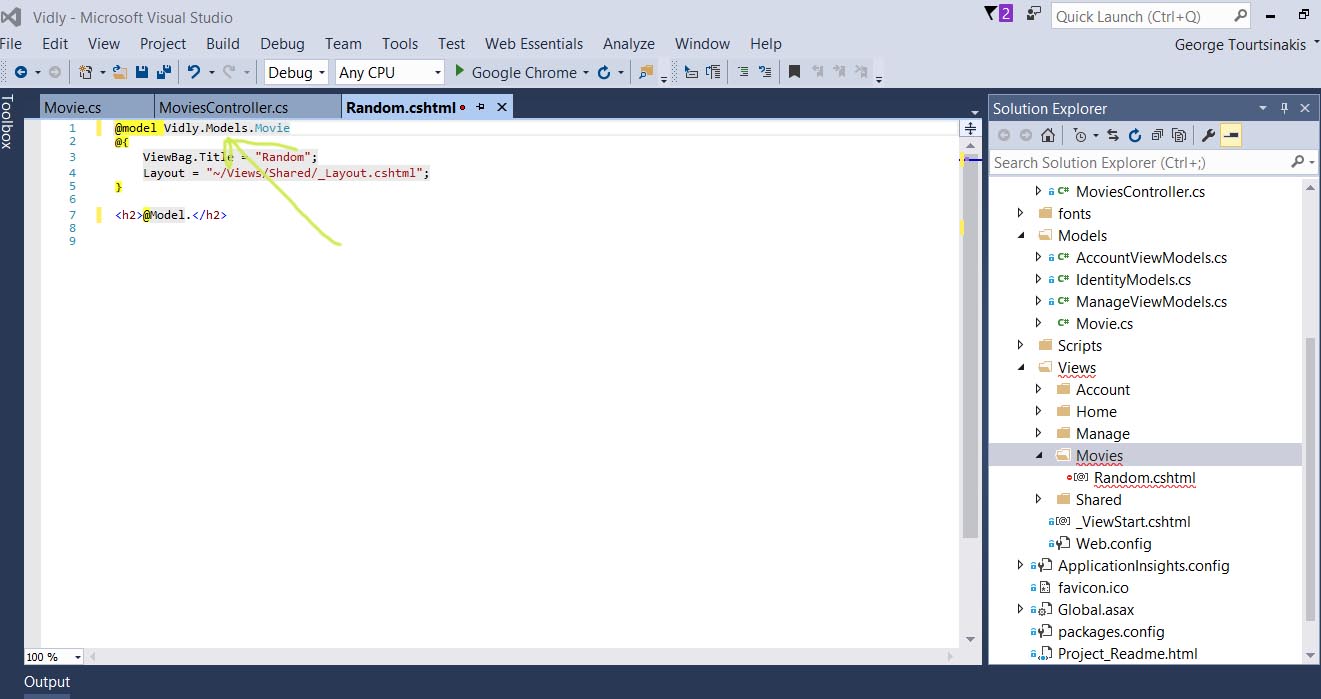 Vidly - Microsoft Visual Studio
2
Quick Launch (Ctrl+Q)
File Edit View Project Build Debug Team Tools Test Web Essentials Analyze Window Help
George Tourtsinakis
Debug Any CPU Google Chrome
Toolbox
Movie.cs MoviesController.cs Random.cshtml
1 @model Vidly.Models.Movie
2 @{
3 ViewBag.Title = "Random";
4 Layout = "~/Views/Shared/_Layout.cshtml";
5 }
6
7 <h2>@Model.</h2>
8
9
100 %
Output
Solution Explorer
Search Solution Explorer (Ctrl+;)
C# MoviesController.cs
fonts
Models
C# AccountViewModels.cs
C# IdentityModels.cs
C# ManageViewModels.cs
C# Movie.cs
Scripts
Views
Account
Home
Manage
Movies
[@] Random.cshtml
Shared
[@] _ViewStart.cshtml
Web.config
ApplicationInsights.config
favicon.ico
Global.asax
packages.config
Project_Readme.html